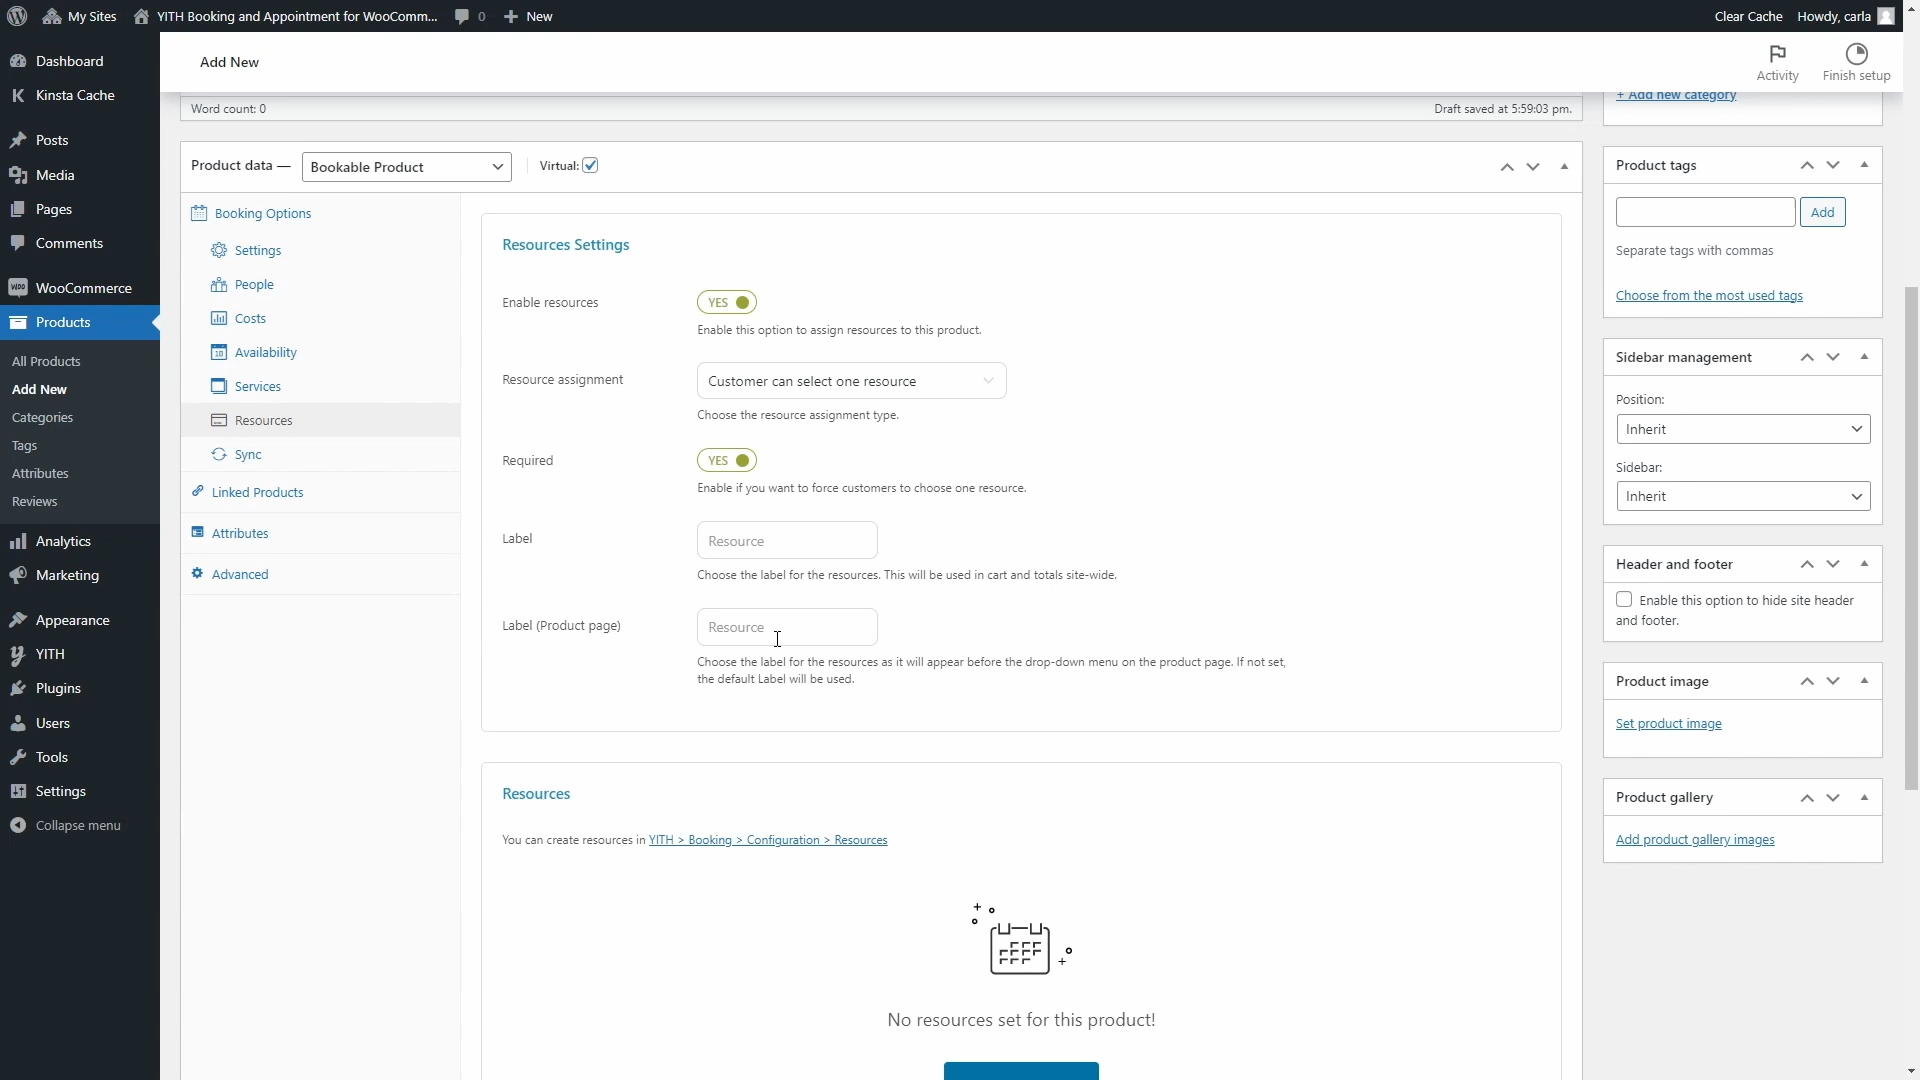 My Sites
YITH Booking and Appointment for WooComm...
0
New
Clear Cache
Howdy, carla
Dashboard
Kinsta Cache
Posts
Media
Pages
Comments
WooCommerce
Products
All Products
Add New
Categories
Tags
Attributes
Reviews
Analytics
Marketing
Appearance
YITH
Plugins
Users
Tools
Settings
Collapse menu
Add New
Activity
Finish setup
Word count: 0
Draft saved at 5:59:03 pm.
Product data —
Bookable Product
Virtual:
Booking Options
Settings
People
Costs
Availability
Services
Resources
Sync
Linked Products
Attributes
Advanced
Resources Settings
Enable resources
YES
Enable this option to assign resources to this product.
Resource assignment
Customer can select one resource
Choose the resource assignment type.
Required
YES
Enable if you want to force customers to choose one resource.
Label
Resource
Choose the label for the resources. This will be used in cart and totals site-wide.
Label (Product page)
Resource
Choose the label for the resources as it will appear before the drop-down menu on the product page. If not set,
the default Label will be used.
Resources
You can create resources in YITH > Booking > Configuration > Resources
No resources set for this product!
+ Add new category
Product tags
Add
Separate tags with commas
Choose from the most used tags
Sidebar management
Position:
Inherit
Sidebar:
Inherit
Header and footer
Enable this option to hide site header
and footer.
Product image
Set product image
Product gallery
Add product gallery images